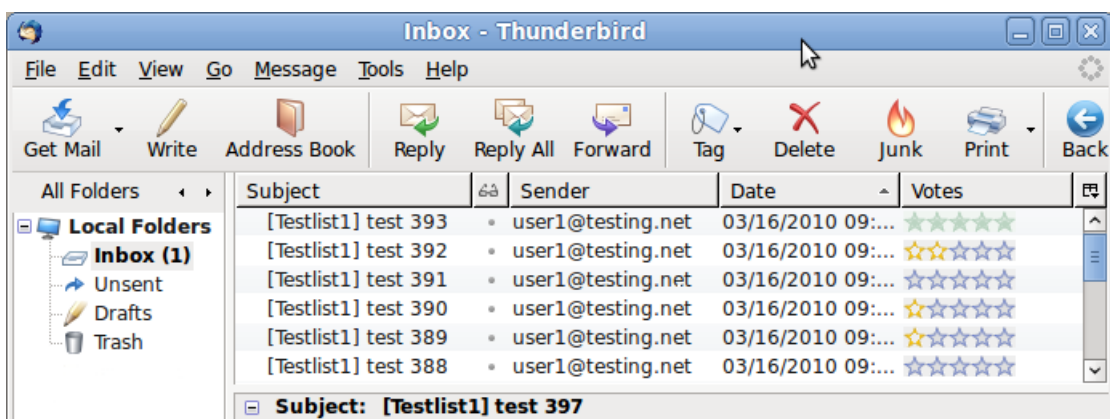 Inbox - Thunderbird
File Edit View Go Message Tools Help
Get Mail Write Address Book Reply Reply All Forward Tag Delete Junk Print Back
All Folders Subject Sender Date Votes
Local Folders [Testlist1] test 393 user1@testing.net 03/16/2010 09:...
Inbox (1) [Testlist1] test 392 user1@testing.net 03/16/2010 09:...
Unsent [Testlist1] test 391 user1@testing.net 03/16/2010 09:...
Drafts [Testlist1] test 390 user1@testing.net 03/16/2010 09:...
Trash [Testlist1] test 389 user1@testing.net 03/16/2010 09:...
[Testlist1] test 388 user1@testing.net 03/16/2010 09:...
Subject: [Testlist1] test 397